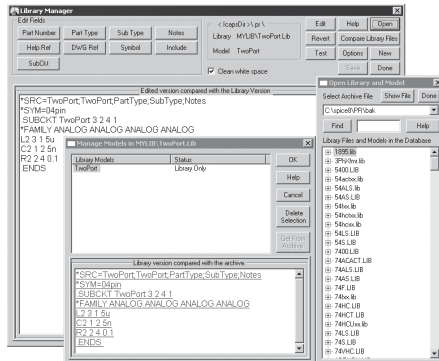 Library Manager
Edit Fields
Part Number Part Type Sub Type Notes
Help Ref DWG Ref Symbol Include
SubCkt
< IcapsDir >\ pr \
Library MYLIB\TwoPort.Lib
Model TwoPort
Clean white space
Edit Help Open
Revert Compare Library Files
Test Options New
Save Done
Edited version compared with the Library Version
*SRC=TwoPort;TwoPort;PartType;SubType;Notes
*SYM=04pin
.SUBCKT TwoPort 3 2 4 1
*FAMILY ANALOG ANALOG ANALOG ANALOG
L2 3 1 5u
C2 1 2 5n
R2 2 4 0.1
.ENDS
Manage Models in MYLIB\TwoPort.Lib
Library Models Status
TwoPort Library Only
OK
Help
Cancel
Delete Selection
Get From Archive
Library version compared with the archive.
*SRC=TwoPort;TwoPort;PartType;SubType;Notes
*SYM=04pin
.SUBCKT TwoPort 3 2 4 1
*FAMILY ANALOG ANALOG ANALOG ANALOG
L2 3 1 5u
C2 1 2 5n
R2 2 4 0.1
.ENDS
Open Library and Model
Select Archive File Show File Done
C:\spice8\PR\bak
Find Help
Library Files and Models in the Database
1895.lib
3PhXfmr.lib
5400.LIB
54actxx.lib
54ALS.lib
54AS.LIB
54fxx.lib
54hctxx.lib
54hcxx.lib
54LS.LIB
54S.LIB
7400.LIB
74ACACT.LIB
74ALS.LIB
74AS.LIB
74F.LIB
74fxx.lib
74HC.LIB
74HCT.LIB
74HCUxx.lib
74LS.LIB
74S.LIB
74VHC.LIB